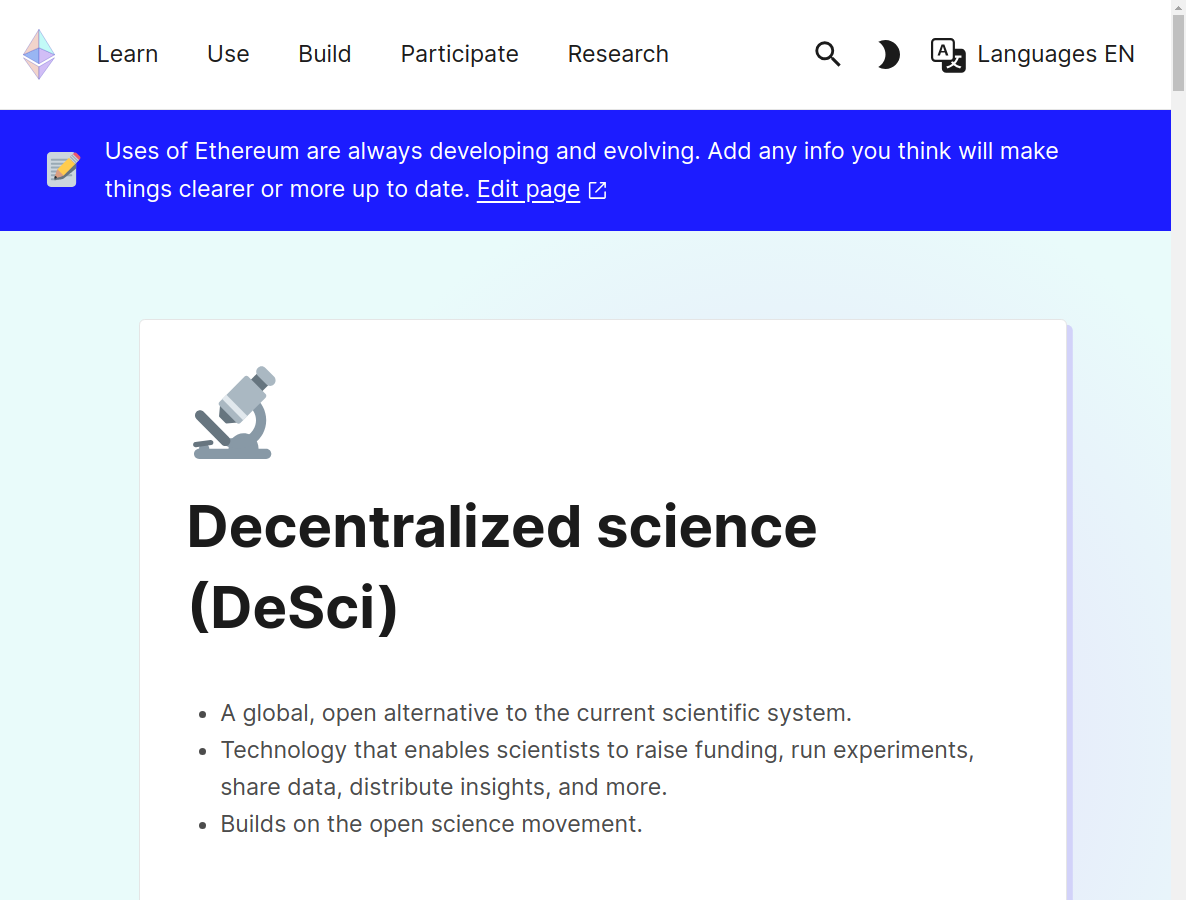 Learn Use Build Participate Research Languages EN
Uses of Ethereum are always developing and evolving. Add any info you think will make
things clearer or more up to date. Edit page
Decentralized science
(DeSci)
A global, open alternative to the current scientific system.
Technology that enables scientists to raise funding, run experiments,
share data, distribute insights, and more.
Builds on the open science movement.